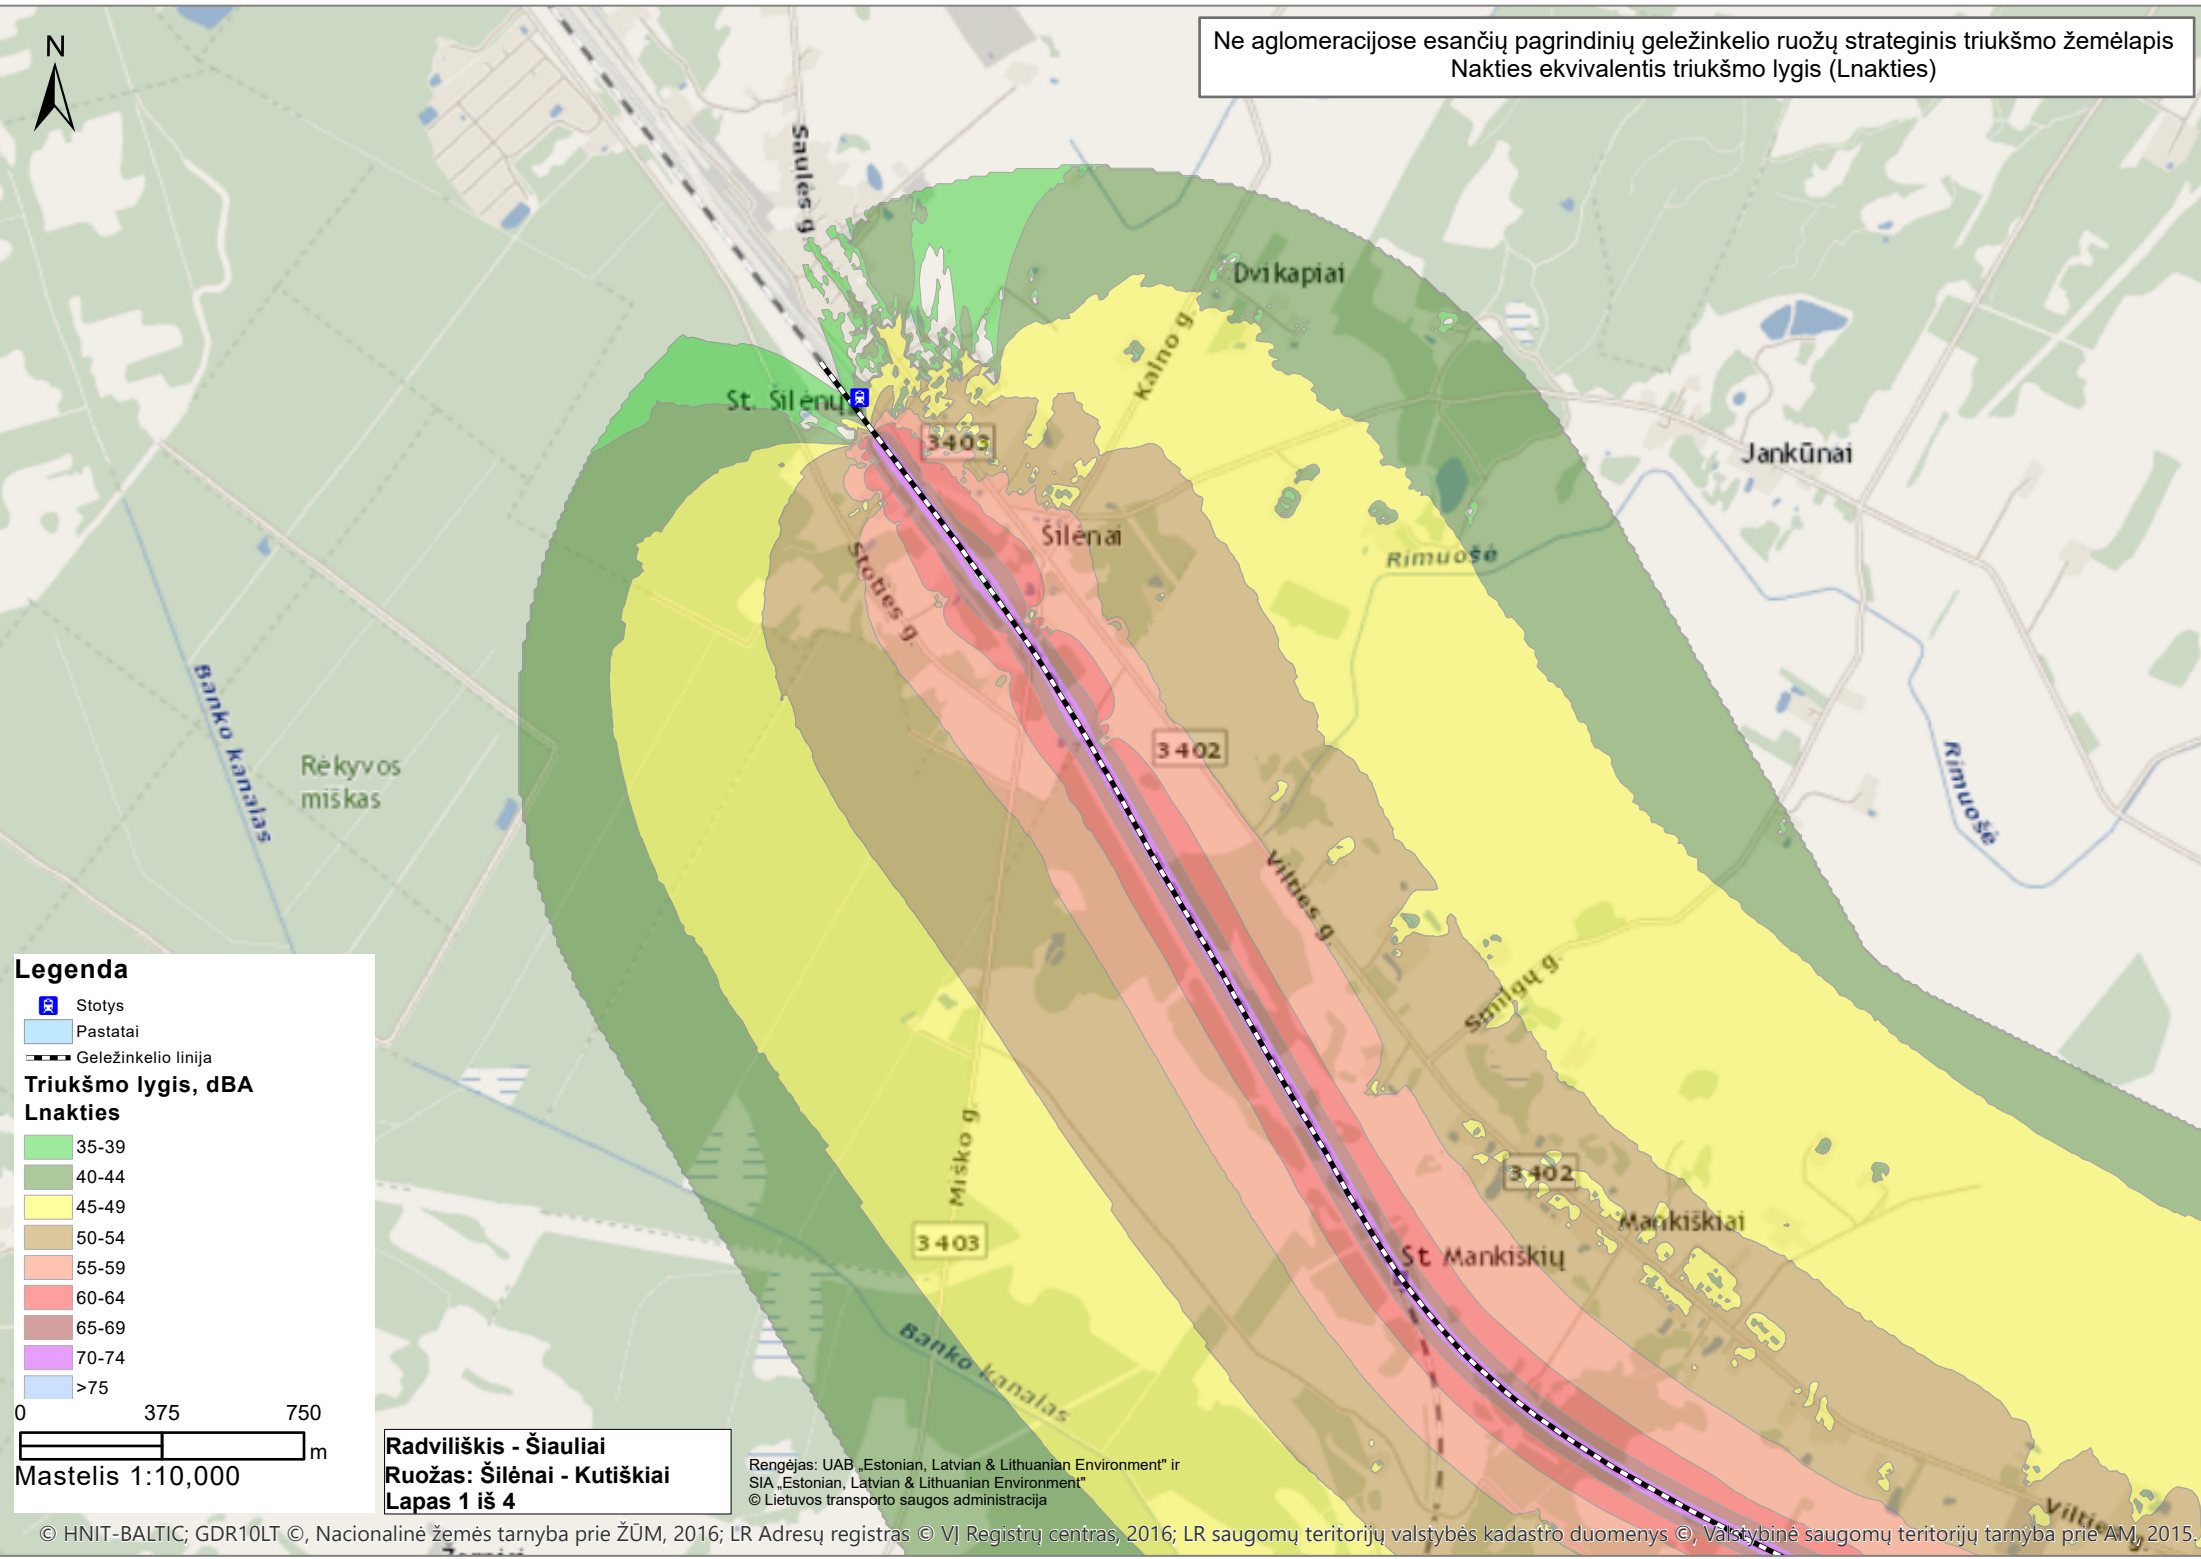 N
Ne aglomeracijose esančių pagrindinių geležinkelio ruožų strateginis triukšmo žemėlapis
Nakties ekvivalentis triukšmo lygis (Lnakties)
Saulės g.
Dvikapiai
Kalno g.
St. Šilėnų
3403
Jankūnai
Šilėnai
Rimuošė
Stoties g.
Banko kanalas
Rėkyvos
miškas
3402
Rimuošė
Vilties g.
Smilgų g.
Miško g.
3402
Mankiškiai
3403
St Mankiškių
Banko kanalas
Vilties g.
Legenda
Stotys
Pastatai
Geležinkelio linija
Triukšmo lygis, dBA
Lnakties
35-39
40-44
45-49
50-54
55-59
60-64
65-69
70-74
>75
0 375 750
m
Mastelis 1:10,000
Radviliškis - Šiauliai
Ruožas: Šilėnai - Kutiškiai
Lapas 1 iš 4
Rengėjas: UAB „Estonian, Latvian & Lithuanian Environment" ir
SIA „Estonian, Latvian & Lithuanian Environment"
© Lietuvos transporto saugos administracija
© HNIT-BALTIC; GDR10LT ©, Nacionalinė žemės tarnyba prie ŽŪM, 2016; LR Adresų registras © VĮ Registrų centras, 2016; LR saugomų teritorijų valstybės kadastro duomenys ©, Valstybinė saugomų teritorijų tarnyba prie AM, 2015.